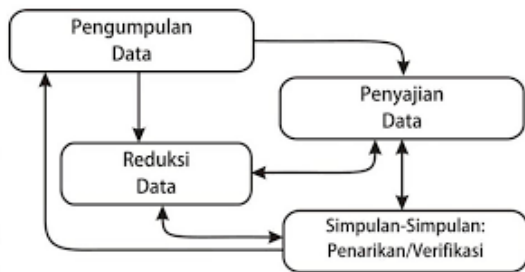 Pengumpulan
Data
Penyajian
Data
Reduksi
Data
Simpulan-Simpulan:
Penarikan/Verifikasi